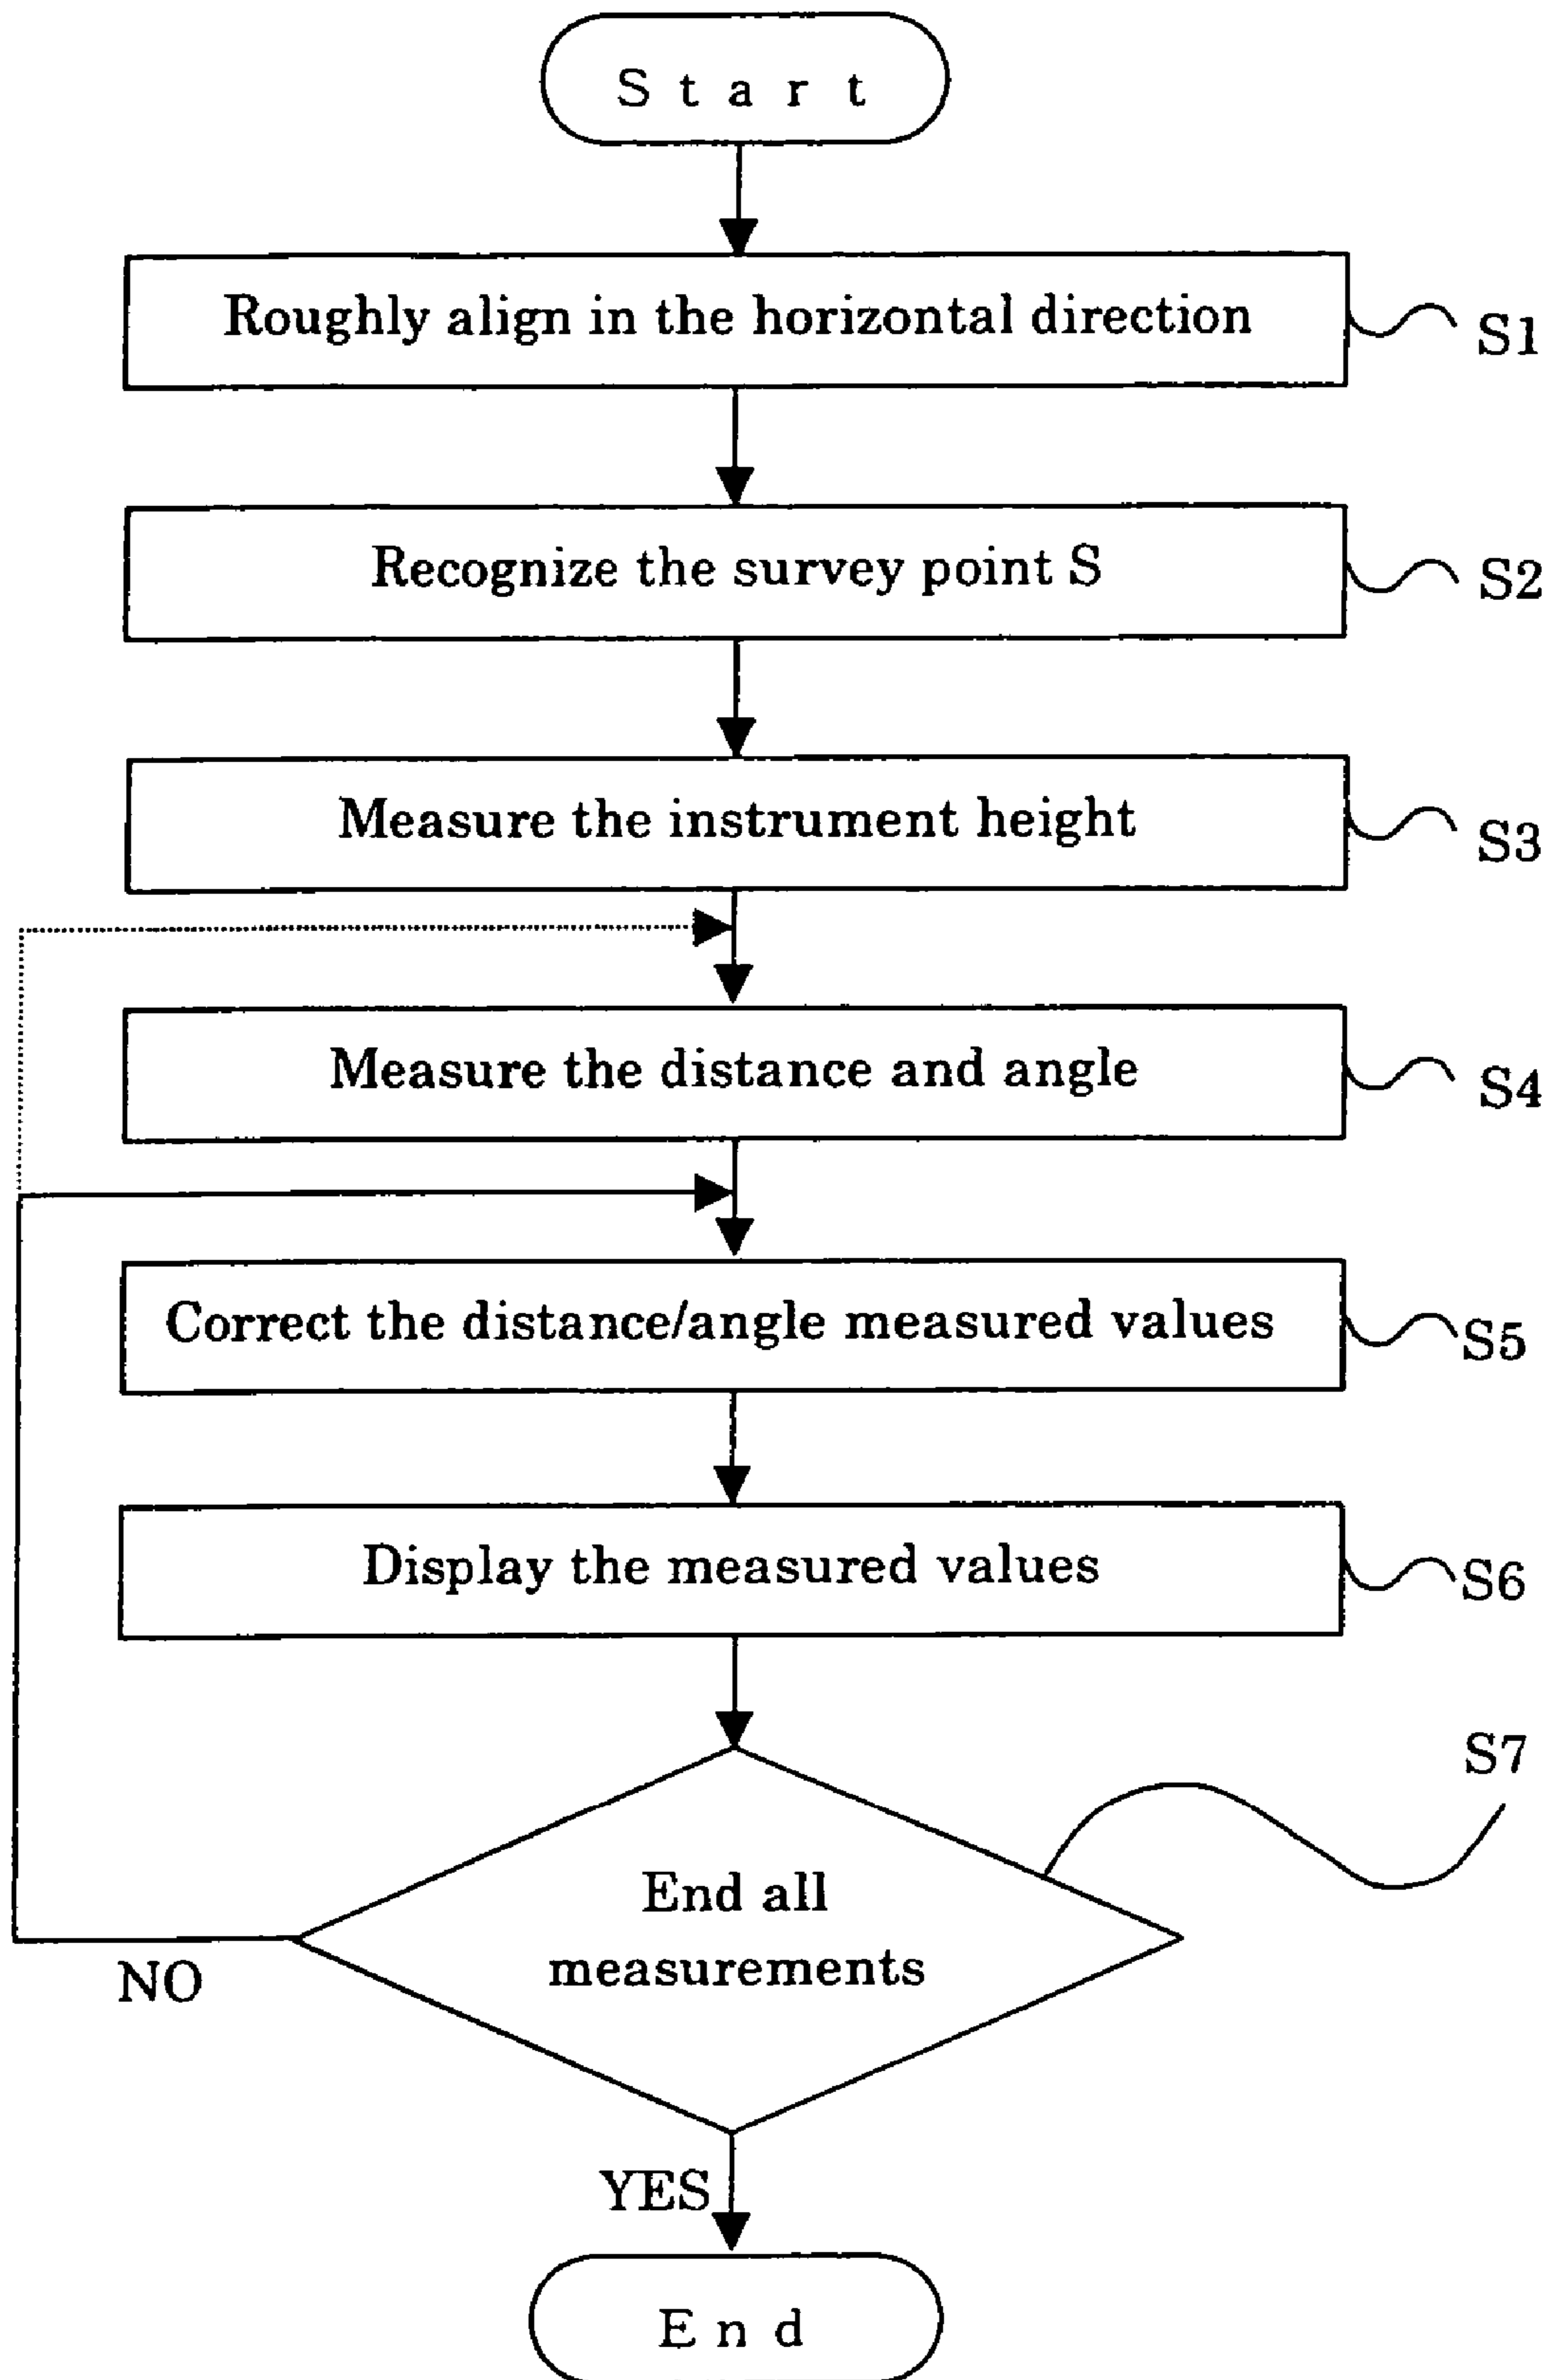 Start
Roughly align in the horizontal direction
S1
Recognize the survey point S
S2
Measure the instrument height
S3
Measure the distance and angle
S4
Correct the distance/angle measured values
S5
Display the measured values
S6
S7
End all
measurements
NO
YES
End